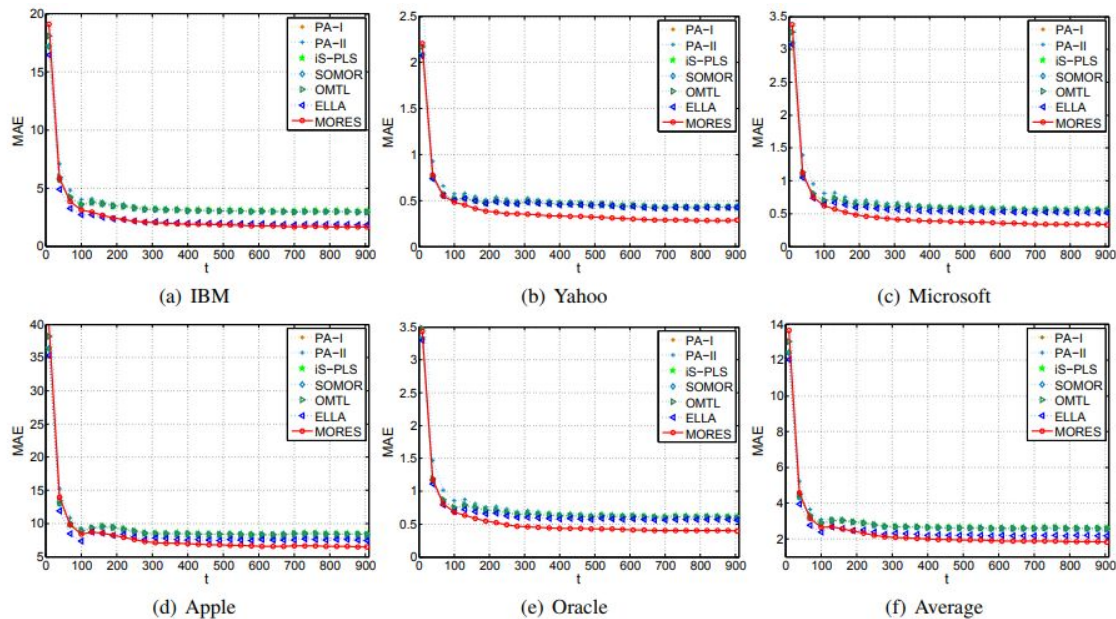 20
15
10
5
0
MAE
0 100 200 300 400 500 600 700 800 900
t
PA-I
PA-II
iS-PLS
SOMOR
OMTL
ELLA
MORES
(a) IBM
2.5
2
1.5
1
0.5
0
MAE
0 100 200 300 400 500 600 700 800 900
t
PA-I
PA-II
iS-PLS
SOMOR
OMTL
ELLA
MORES
(b) Yahoo
3.5
3
2.5
2
1.5
1
0.5
0
MAE
0 100 200 300 400 500 600 700 800 900
t
PA-I
PA-II
iS-PLS
SOMOR
OMTL
ELLA
MORES
(c) Microsoft
40
35
30
25
20
15
10
5
MAE
0 100 200 300 400 500 600 700 800 900
t
PA-I
PA-II
iS-PLS
SOMOR
OMTL
ELLA
MORES
(d) Apple
3.5
3
2.5
2
1.5
1
0.5
0
MAE
0 100 200 300 400 500 600 700 800 900
t
PA-I
PA-II
iS-PLS
SOMOR
OMTL
ELLA
MORES
(e) Oracle
14
12
10
8
6
4
2
MAE
0 100 200 300 400 500 600 700 800 900
t
PA-I
PA-II
iS-PLS
SOMOR
OMTL
ELLA
MORES
(f) Average